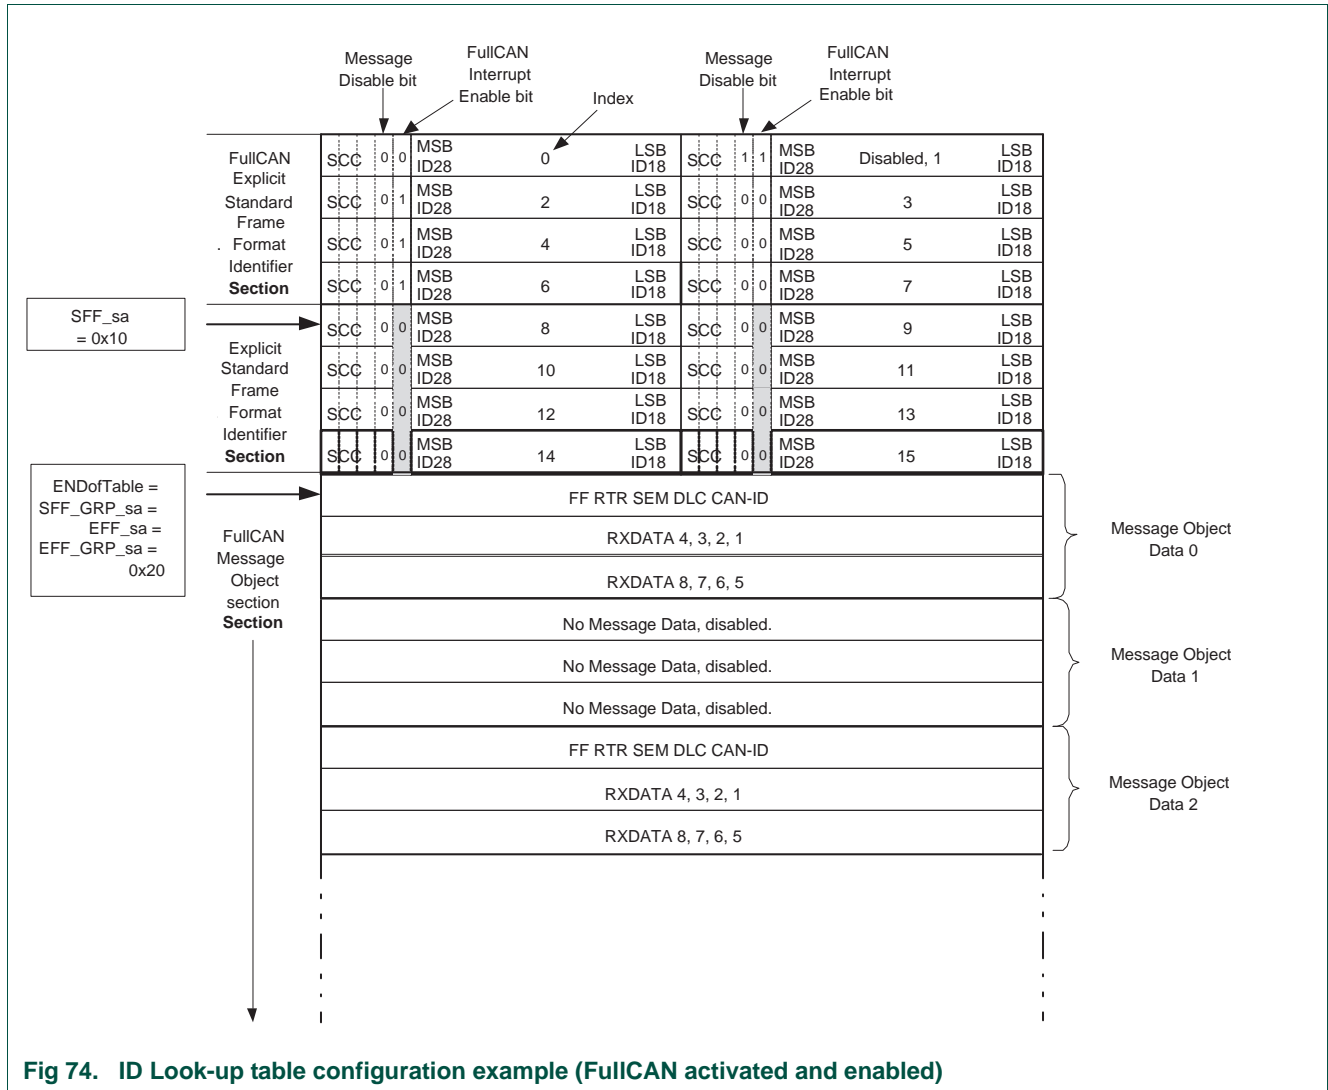 Message
Disable bit
FullCAN
Interrupt
Enable bit
Index
Message
Disable bit
FullCAN
Interrupt
Enable bit
FullCAN
Explicit
Standard
Frame
. Format
Identifier
Section
SCC 0 0 MSB ID28 0 LSB ID18 SCC 1 1 MSB ID28 Disabled, 1 LSB ID18
SCC 0 1 MSB ID28 2 LSB ID18 SCC 0 0 MSB ID28 3 LSB ID18
SCC 0 1 MSB ID28 4 LSB ID18 SCC 0 0 MSB ID28 5 LSB ID18
SCC 0 1 MSB ID28 6 LSB ID18 SCC 0 0 MSB ID28 7 LSB ID18
SFF_sa
= 0x10
Explicit
Standard
Frame
Format
Identifier
Section
SCC 0 0 MSB ID28 8 LSB ID18 SCC 0 0 MSB ID28 9 LSB ID18
SCC 0 0 MSB ID28 10 LSB ID18 SCC 0 0 MSB ID28 11 LSB ID18
SCC 0 0 MSB ID28 12 LSB ID18 SCC 0 0 MSB ID28 13 LSB ID18
SCC 0 0 MSB ID28 14 LSB ID18 SCC 0 0 MSB ID28 15 LSB ID18
ENDofTable =
SFF_GRP_sa =
EFF_sa =
EFF_GRP_sa =
0x20
FullCAN
Message
Object
section
Section
FF RTR SEM DLC CAN-ID
RXDATA 4, 3, 2, 1
RXDATA 8, 7, 6, 5
Message Object
Data 0
No Message Data, disabled.
No Message Data, disabled.
No Message Data, disabled.
Message Object
Data 1
FF RTR SEM DLC CAN-ID
RXDATA 4, 3, 2, 1
RXDATA 8, 7, 6, 5
Message Object
Data 2
Fig 74. ID Look-up table configuration example (FullCAN activated and enabled)